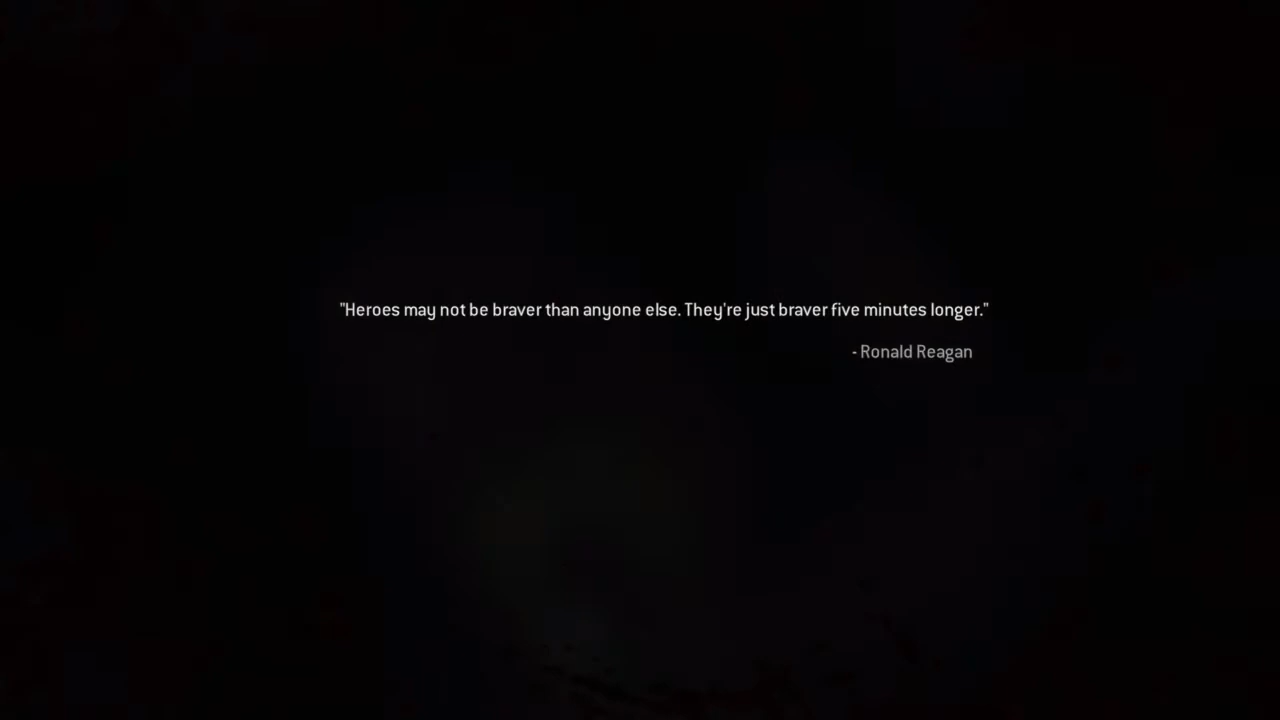 "Heroes may not be braver than anyone else. They're just braver five minutes longer."
- Ronald Reagan